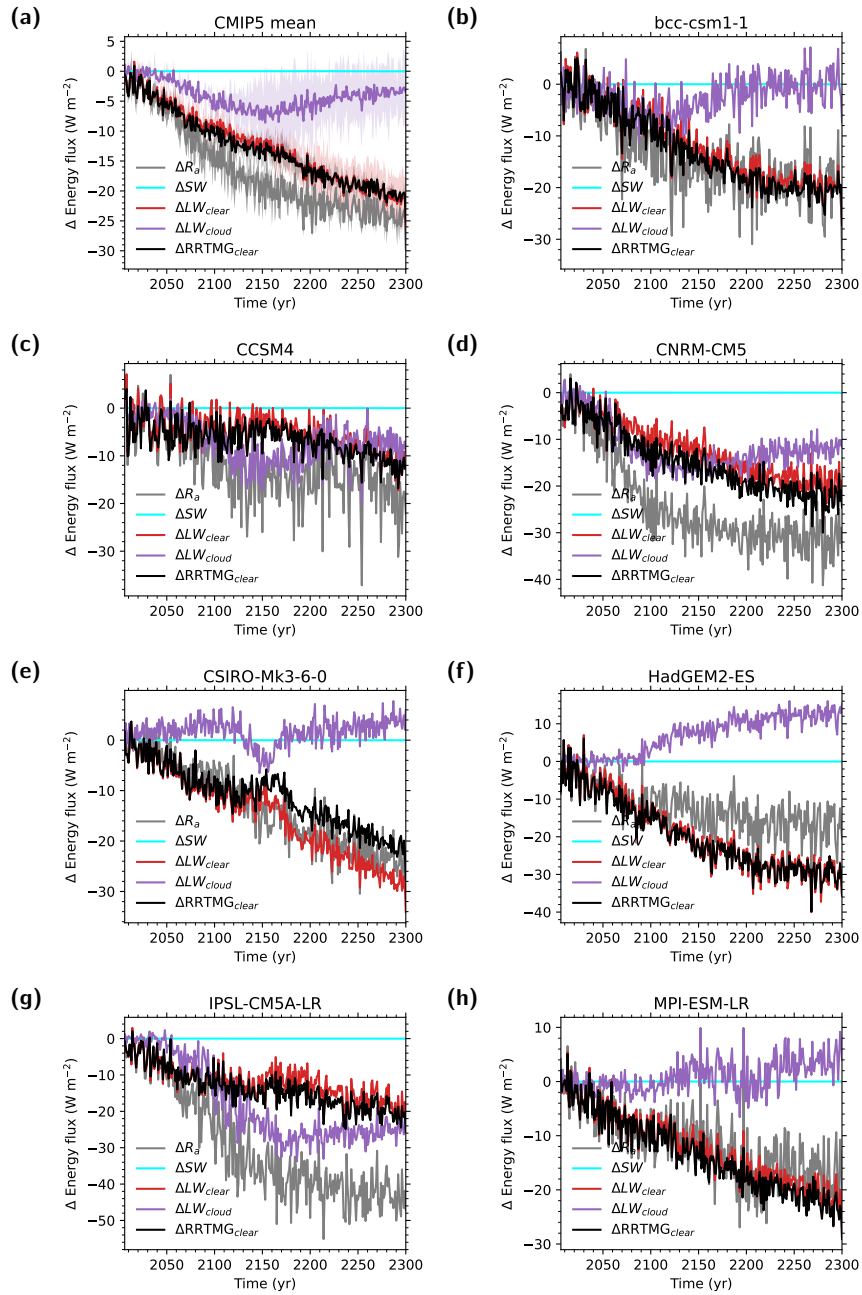 (a)
CMIP5 mean
Δ Energy flux (W m⁻²)
5
0
−5
−10
−15
−20
−25
−30
ΔRₐ
ΔSW
ΔLW_clear
ΔLW_cloud
ΔRRTMG_clear
2050 2100 2150 2200 2250 2300
Time (yr)
(b)
bcc-csm1-1
Δ Energy flux (W m⁻²)
0
−10
−20
−30
ΔRₐ
ΔSW
ΔLW_clear
ΔLW_cloud
ΔRRTMG_clear
2050 2100 2150 2200 2250 2300
Time (yr)
(c)
CCSM4
Δ Energy flux (W m⁻²)
0
−10
−20
−30
ΔRₐ
ΔSW
ΔLW_clear
ΔLW_cloud
ΔRRTMG_clear
2050 2100 2150 2200 2250 2300
Time (yr)
(d)
CNRM-CM5
Δ Energy flux (W m⁻²)
0
−10
−20
−30
−40
ΔRₐ
ΔSW
ΔLW_clear
ΔLW_cloud
ΔRRTMG_clear
2050 2100 2150 2200 2250 2300
Time (yr)
(e)
CSIRO-Mk3-6-0
Δ Energy flux (W m⁻²)
0
−10
−20
−30
ΔRₐ
ΔSW
ΔLW_clear
ΔLW_cloud
ΔRRTMG_clear
2050 2100 2150 2200 2250 2300
Time (yr)
(f)
HadGEM2-ES
Δ Energy flux (W m⁻²)
10
0
−10
−20
−30
−40
ΔRₐ
ΔSW
ΔLW_clear
ΔLW_cloud
ΔRRTMG_clear
2050 2100 2150 2200 2250 2300
Time (yr)
(g)
IPSL-CM5A-LR
Δ Energy flux (W m⁻²)
0
−10
−20
−30
−40
−50
ΔRₐ
ΔSW
ΔLW_clear
ΔLW_cloud
ΔRRTMG_clear
2050 2100 2150 2200 2250 2300
Time (yr)
(h)
MPI-ESM-LR
Δ Energy flux (W m⁻²)
10
0
−10
−20
−30
ΔRₐ
ΔSW
ΔLW_clear
ΔLW_cloud
ΔRRTMG_clear
2050 2100 2150 2200 2250 2300
Time (yr)